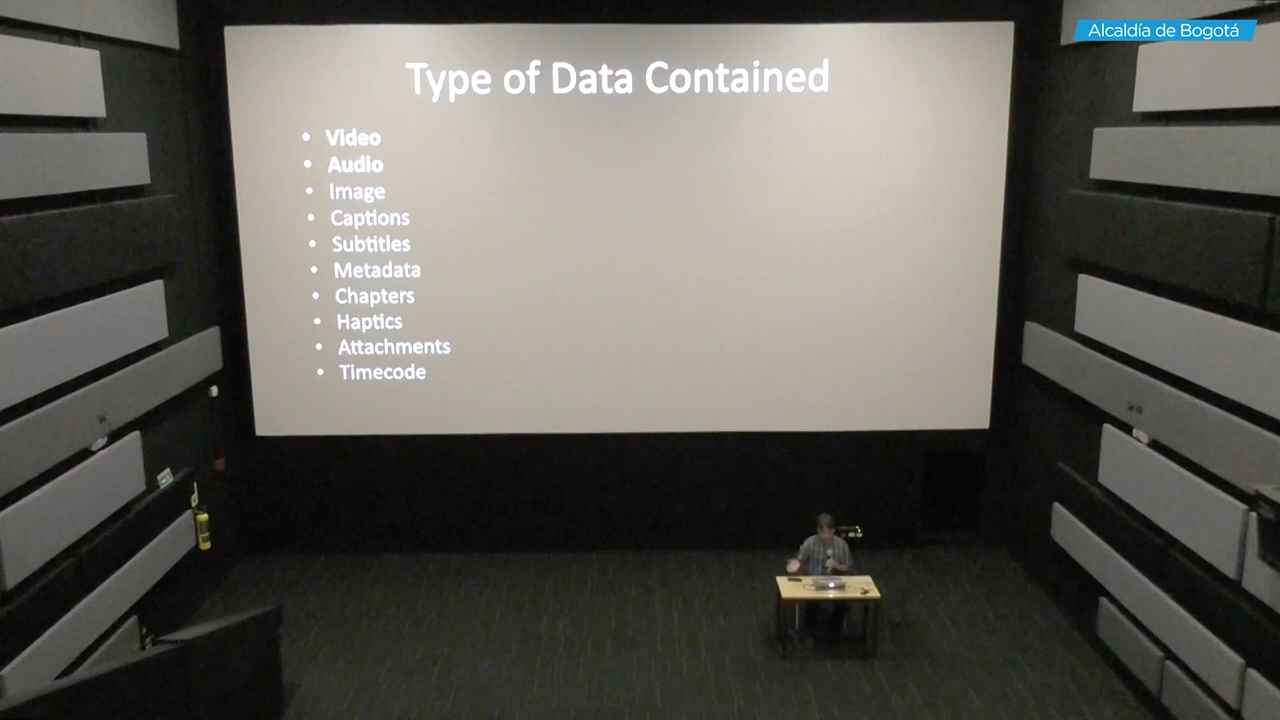 Alcaldía de Bogotá
Type of Data Contained
• Video
• Audio
• Image
• Captions
• Subtitles
• Metadata
• Chapters
• Haptics
• Attachments
• Timecode